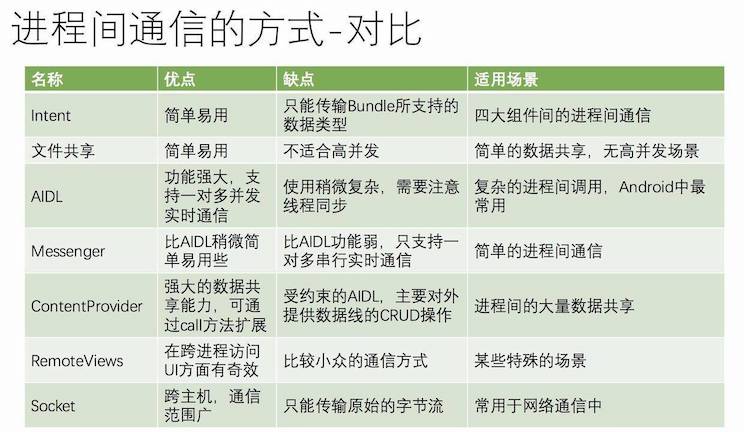 进程间通信的方式-对比
名称 优点 缺点 适用场景
Intent 简单易用 只能传输Bundle所支持的
数据类型 四大组件间的进程间通信
文件共享 简单易用 不适合高并发 简单的数据共享，无高并发场景
AIDL 功能强大，支
持一对多并发
实时通信 使用稍微复杂，需要注意
线程同步 复杂的进程间调用，Android中最
常用
Messenger 比AIDL稍微简
单易用些 比AIDL功能弱，只支持一
对多串行实时通信 简单的进程间通信
ContentProvider 强大的数据共
享能力，可通
过call方法扩展 受约束的AIDL，主要对外
提供数据线的CRUD操作 进程间的大量数据共享
RemoteViews 在跨进程访问
UI方面有奇效 比较小众的通信方式 某些特殊的场景
Socket 跨主机，通信
范围广 只能传输原始的字节流 常用于网络通信中